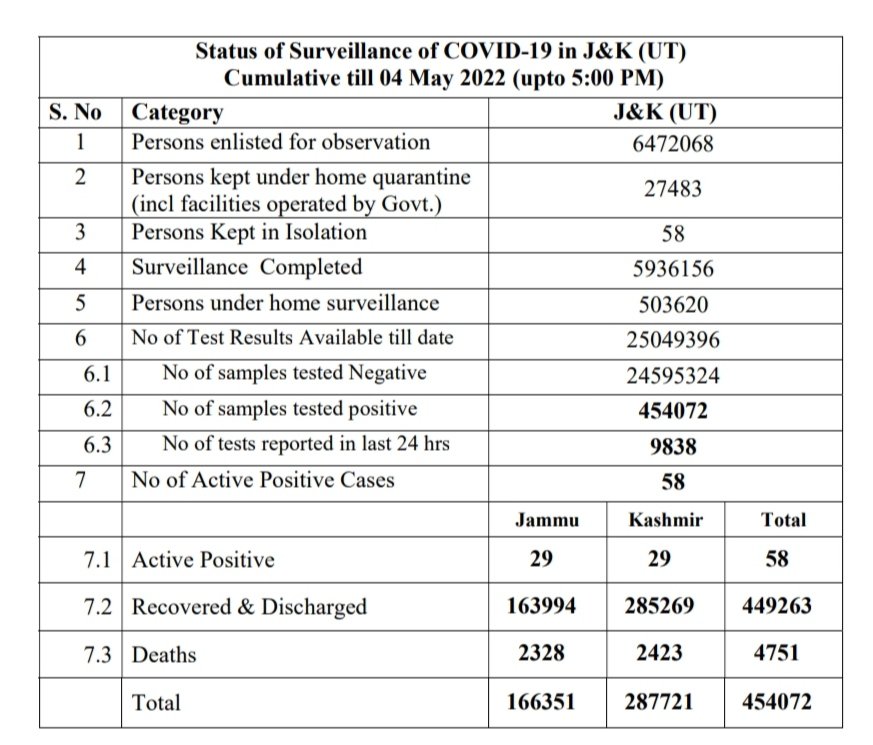 Status of Surveillance of COVID-19 in J&K (UT)
Cumulative till 04 May 2022 (upto 5:00 PM)
S. No Category J&K (UT)
1 Persons enlisted for observation 6472068
2 Persons kept under home quarantine
(incl facilities operated by Govt.) 27483
3 Persons Kept in Isolation 58
4 Surveillance Completed 5936156
5 Persons under home surveillance 503620
6 No of Test Results Available till date 25049396
6.1 No of samples tested Negative 24595324
6.2 No of samples tested positive 454072
6.3 No of tests reported in last 24 hrs 9838
7 No of Active Positive Cases 58
Jammu Kashmir Total
7.1 Active Positive 29 29 58
7.2 Recovered & Discharged 163994 285269 449263
7.3 Deaths 2328 2423 4751
Total 166351 287721 454072